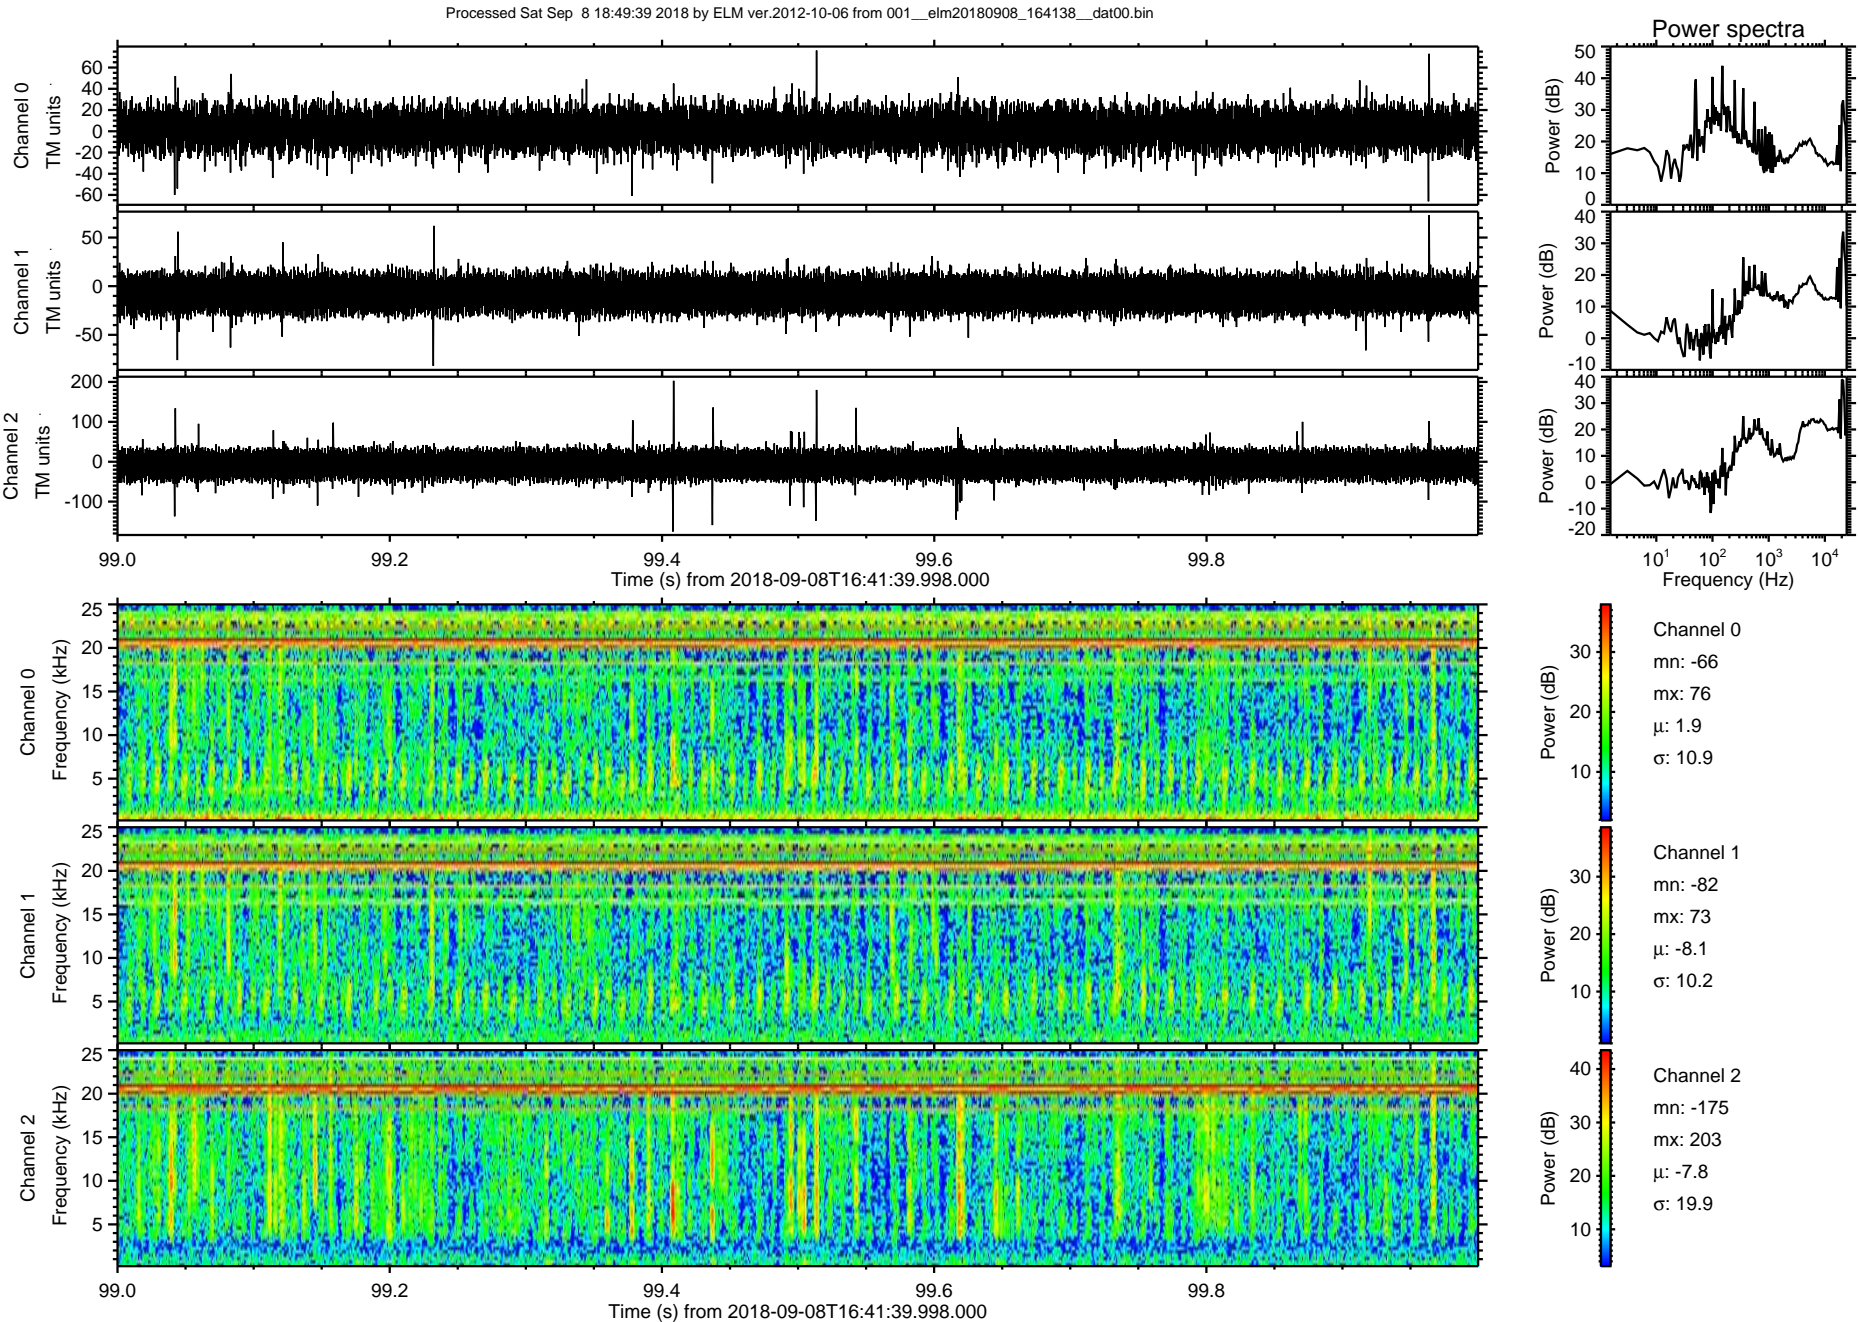 Processed Sat Sep 8 18:49:39 2018 by ELM ver.2012-10-06 from 001__elm20180908_164138__dat00.bin
Power spectra
Channel 0
TM units
60
40
20
0
-20
-40
-60
Power (dB)
50
40
30
20
10
0
Channel 1
TM units
50
0
-50
Power (dB)
40
30
20
10
0
-10
Channel 2
TM units
200
100
0
-100
Power (dB)
40
30
20
10
0
-10
-20
99.0 99.2 99.4 99.6 99.8
Time (s) from 2018-09-08T16:41:39.998.000
10¹ 10² 10³ 10⁴
Frequency (Hz)
Channel 0
Frequency (kHz)
25
20
15
10
5
Power (dB)
30
20
10
Channel 0
mn: -66
mx: 76
μ: 1.9
σ: 10.9
Channel 1
Frequency (kHz)
25
20
15
10
5
Power (dB)
30
20
10
Channel 1
mn: -82
mx: 73
μ: -8.1
σ: 10.2
Channel 2
Frequency (kHz)
25
20
15
10
5
Power (dB)
40
30
20
10
Channel 2
mn: -175
mx: 203
μ: -7.8
σ: 19.9
99.0 99.2 99.4 99.6 99.8
Time (s) from 2018-09-08T16:41:39.998.000